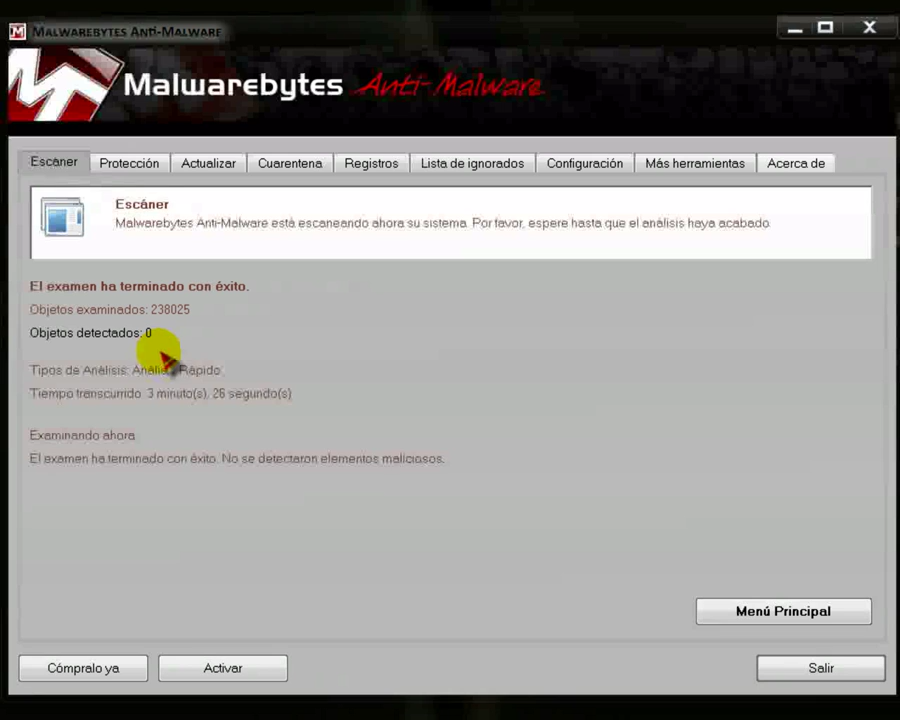 MALWAREBYTES ANTI-MALWARE
Malwarebytes Anti-Malware
Escáner Protección Actualizar Cuarentena Registros Lista de ignorados Configuración Más herramientas Acerca de
Escáner
Malwarebytes Anti-Malware está escaneando ahora su sistema. Por favor, espere hasta que el análisis haya acabado.
El examen ha terminado con éxito.
Objetos examinados: 238025
Objetos detectados: 0
Tipos de Análisis: Análisis Rápido
Tiempo transcurrido: 3 minuto(s), 26 segundo(s)
Examinando ahora:
El examen ha terminado con éxito. No se detectaron elementos maliciosos.
Menú Principal
Cómpralo ya Activar Salir